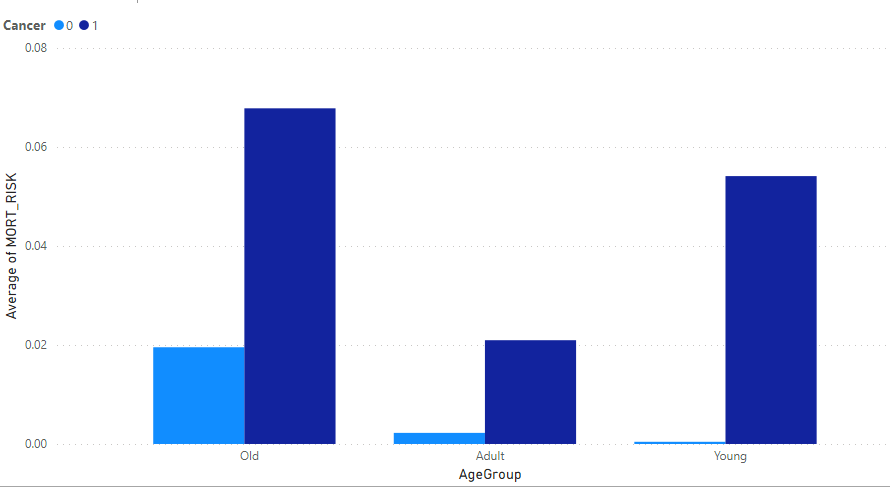 Cancer 0 1
0.08
0.06
0.04
0.02
0.00
Average of MORT_RISK
Old Adult Young
AgeGroup